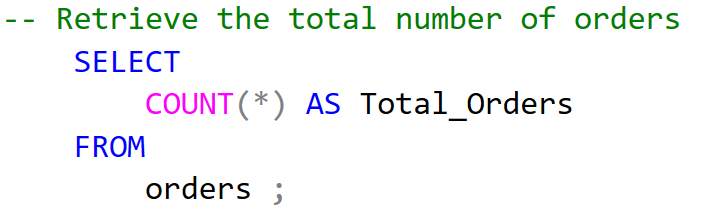 -- Retrieve the total number of orders
SELECT
COUNT(*) AS Total_Orders
FROM
orders ;